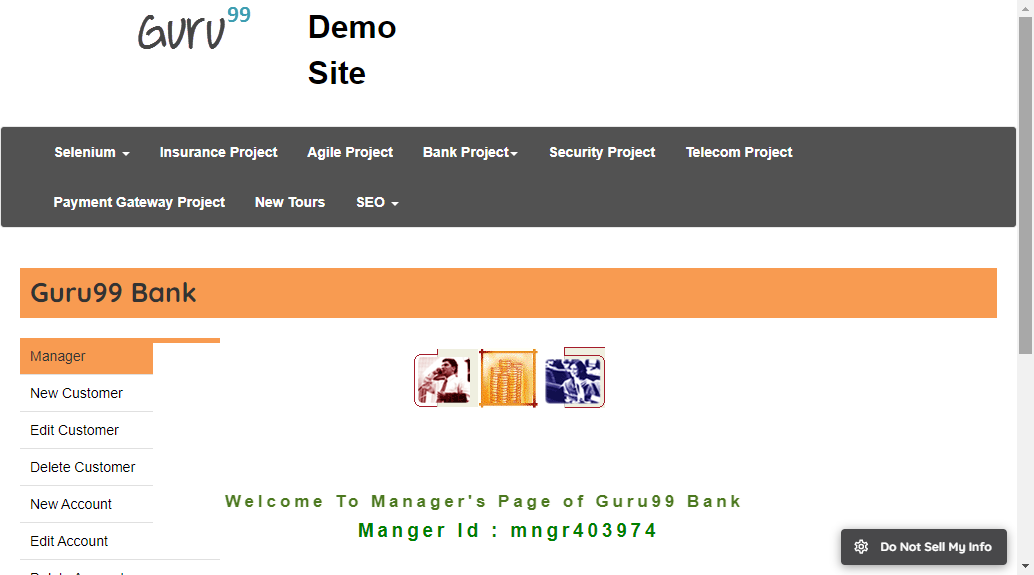 Guru99
Demo
Site
Selenium
Insurance Project
Agile Project
Bank Project
Security Project
Telecom Project
Payment Gateway Project
New Tours
SEO
Guru99 Bank
Manager
New Customer
Edit Customer
Delete Customer
New Account
Edit Account
Welcome To Manager's Page of Guru99 Bank
Manger Id : mngr403974
Do Not Sell My Info